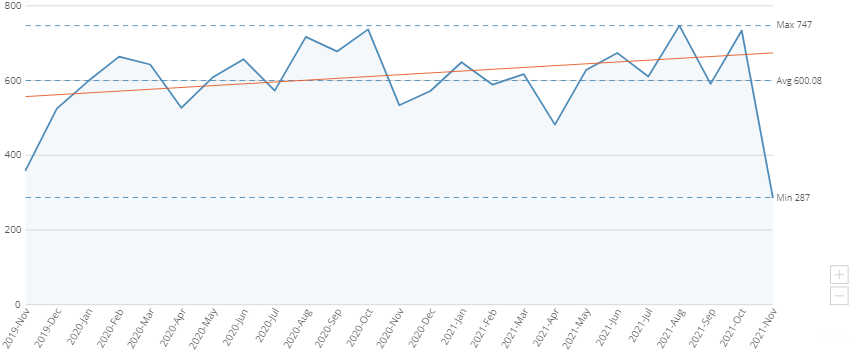 800
Max 747
600
Avg 600.08
400
Min 287
200
0
2019-Nov
2019-Dec
2020-Jan
2020-Feb
2020-Mar
2020-Apr
2020-May
2020-Jun
2020-Jul
2020-Aug
2020-Sep
2020-Oct
2020-Nov
2020-Dec
2021-Jan
2021-Feb
2021-Mar
2021-Apr
2021-May
2021-Jun
2021-Jul
2021-Aug
2021-Sep
2021-Oct
2021-Nov